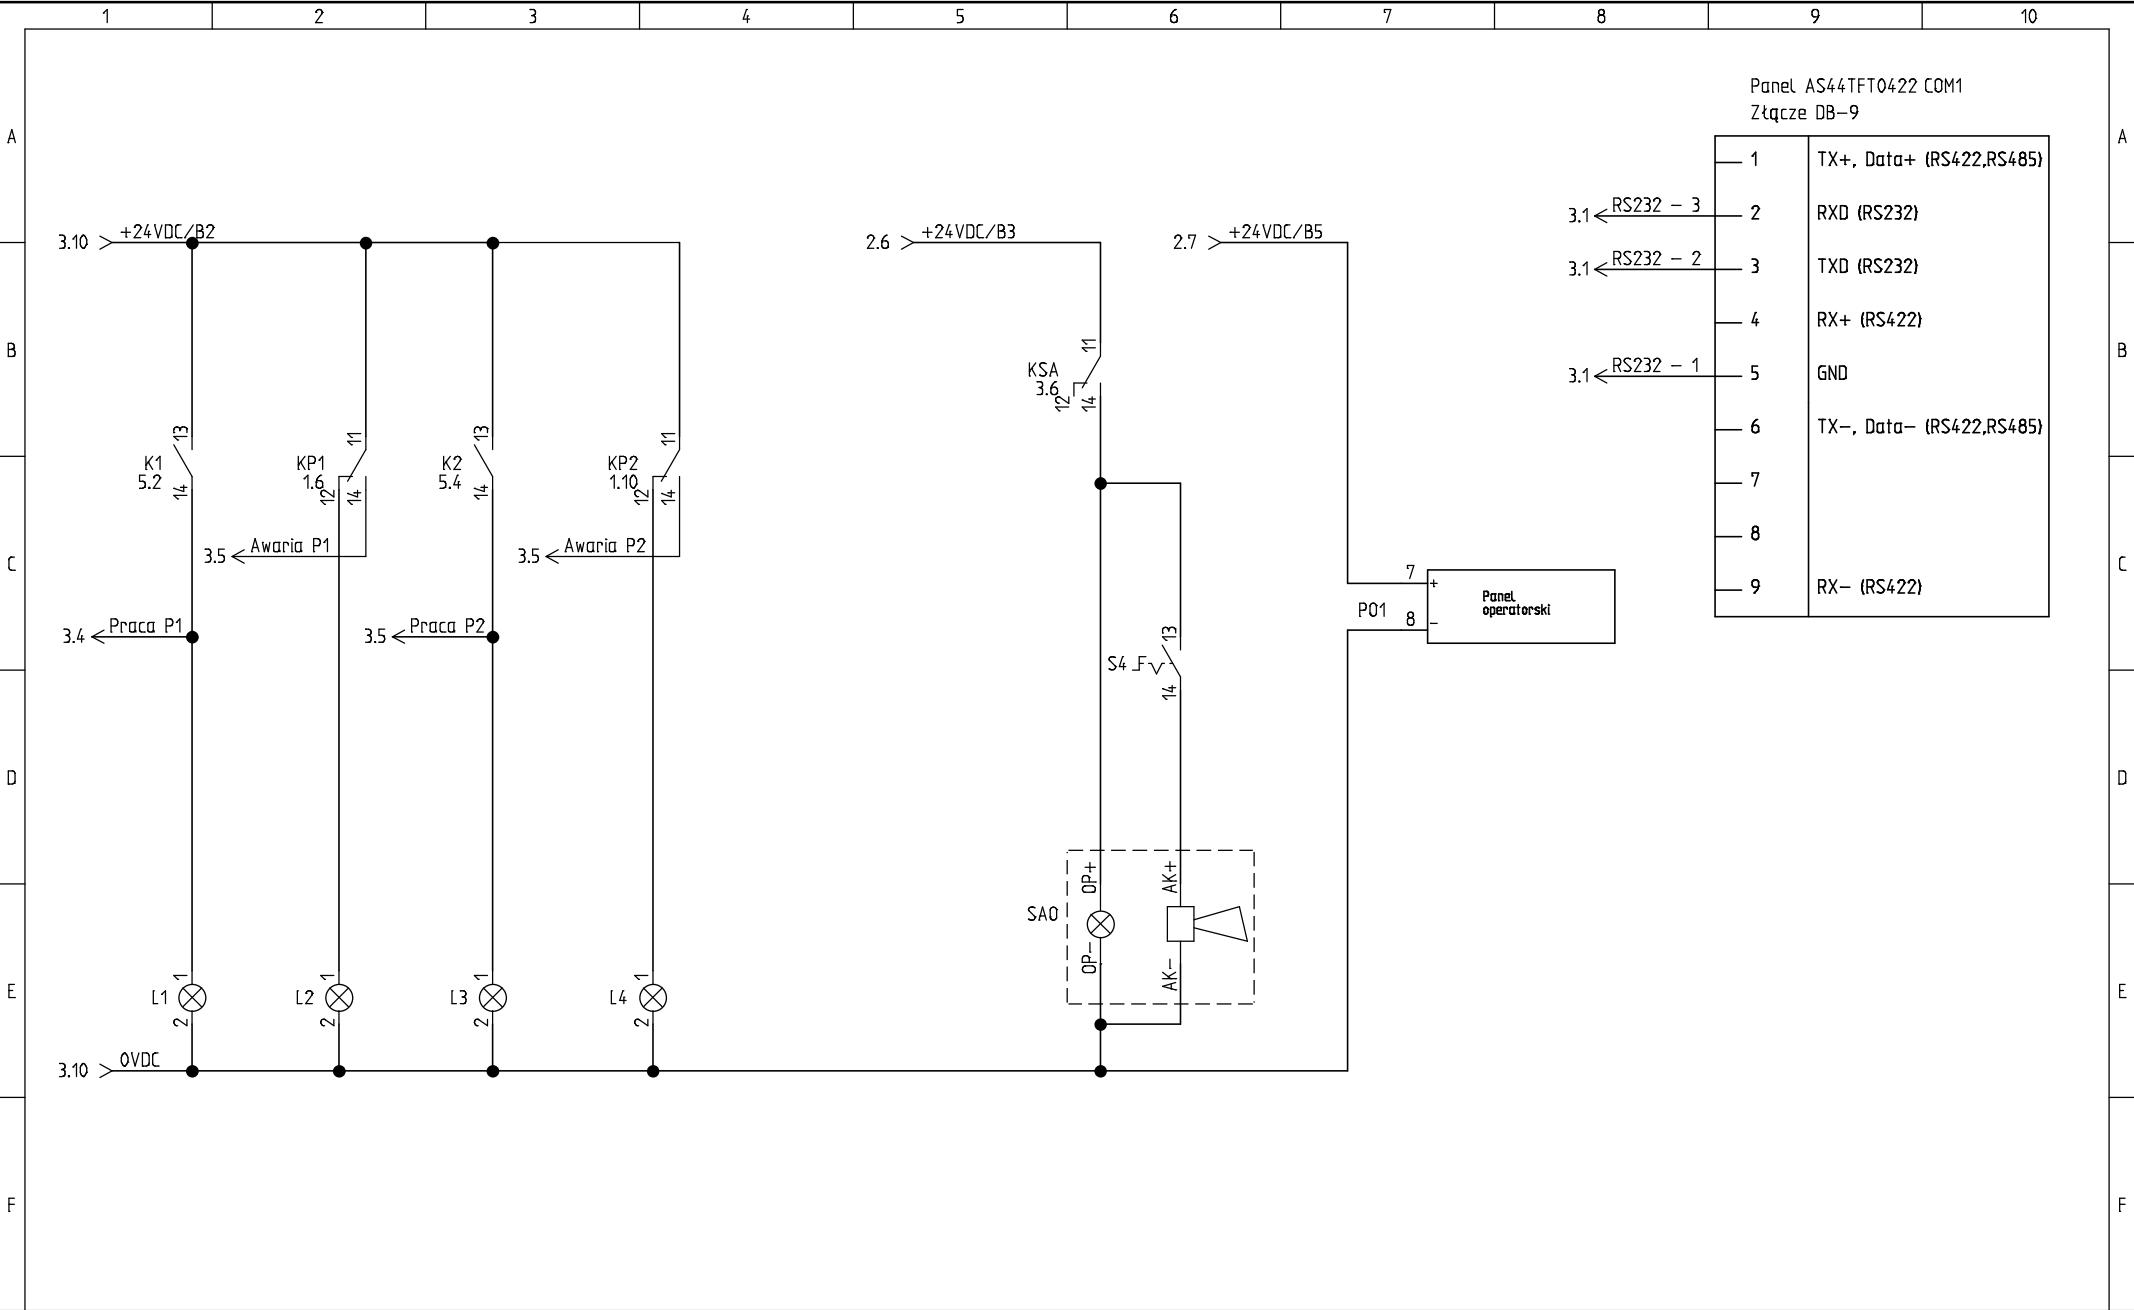 1 2 3 4 5 6 7 8 9 10
Panel AS44TFT0422 COM1
Złącze DB-9
A A
1 TX+, Data+ (RS422,RS485)
3.1 RS232 - 3 2 RXD (RS232)
3.10 +24VDC/B2 2.6 +24VDC/B3 2.7 +24VDC/B5
3.1 RS232 - 2 3 TXD (RS232)
4 RX+ (RS422)
B B
11
KSA
3.6
12 14
3.1 RS232 - 1 5 GND
6 TX-, Data- (RS422,RS485)
13 11 13 11
K1 KP1 K2 KP2
5.2 1.6 5.4 1.10
14 12 14 14 12 14
7
8
3.5 Awaria P1 3.5 Awaria P2
C C
9 RX- (RS422)
7 +
Panel
operatorski
PO1
8 -
3.4 Praca P1 3.5 Praca P2
13
S4
14
D D
OP+ AK+
SAO
OP- AK-
1 1 1 1
E E
L1 L2 L3 L4
2 2 2 2
3.10 0VDC
F F